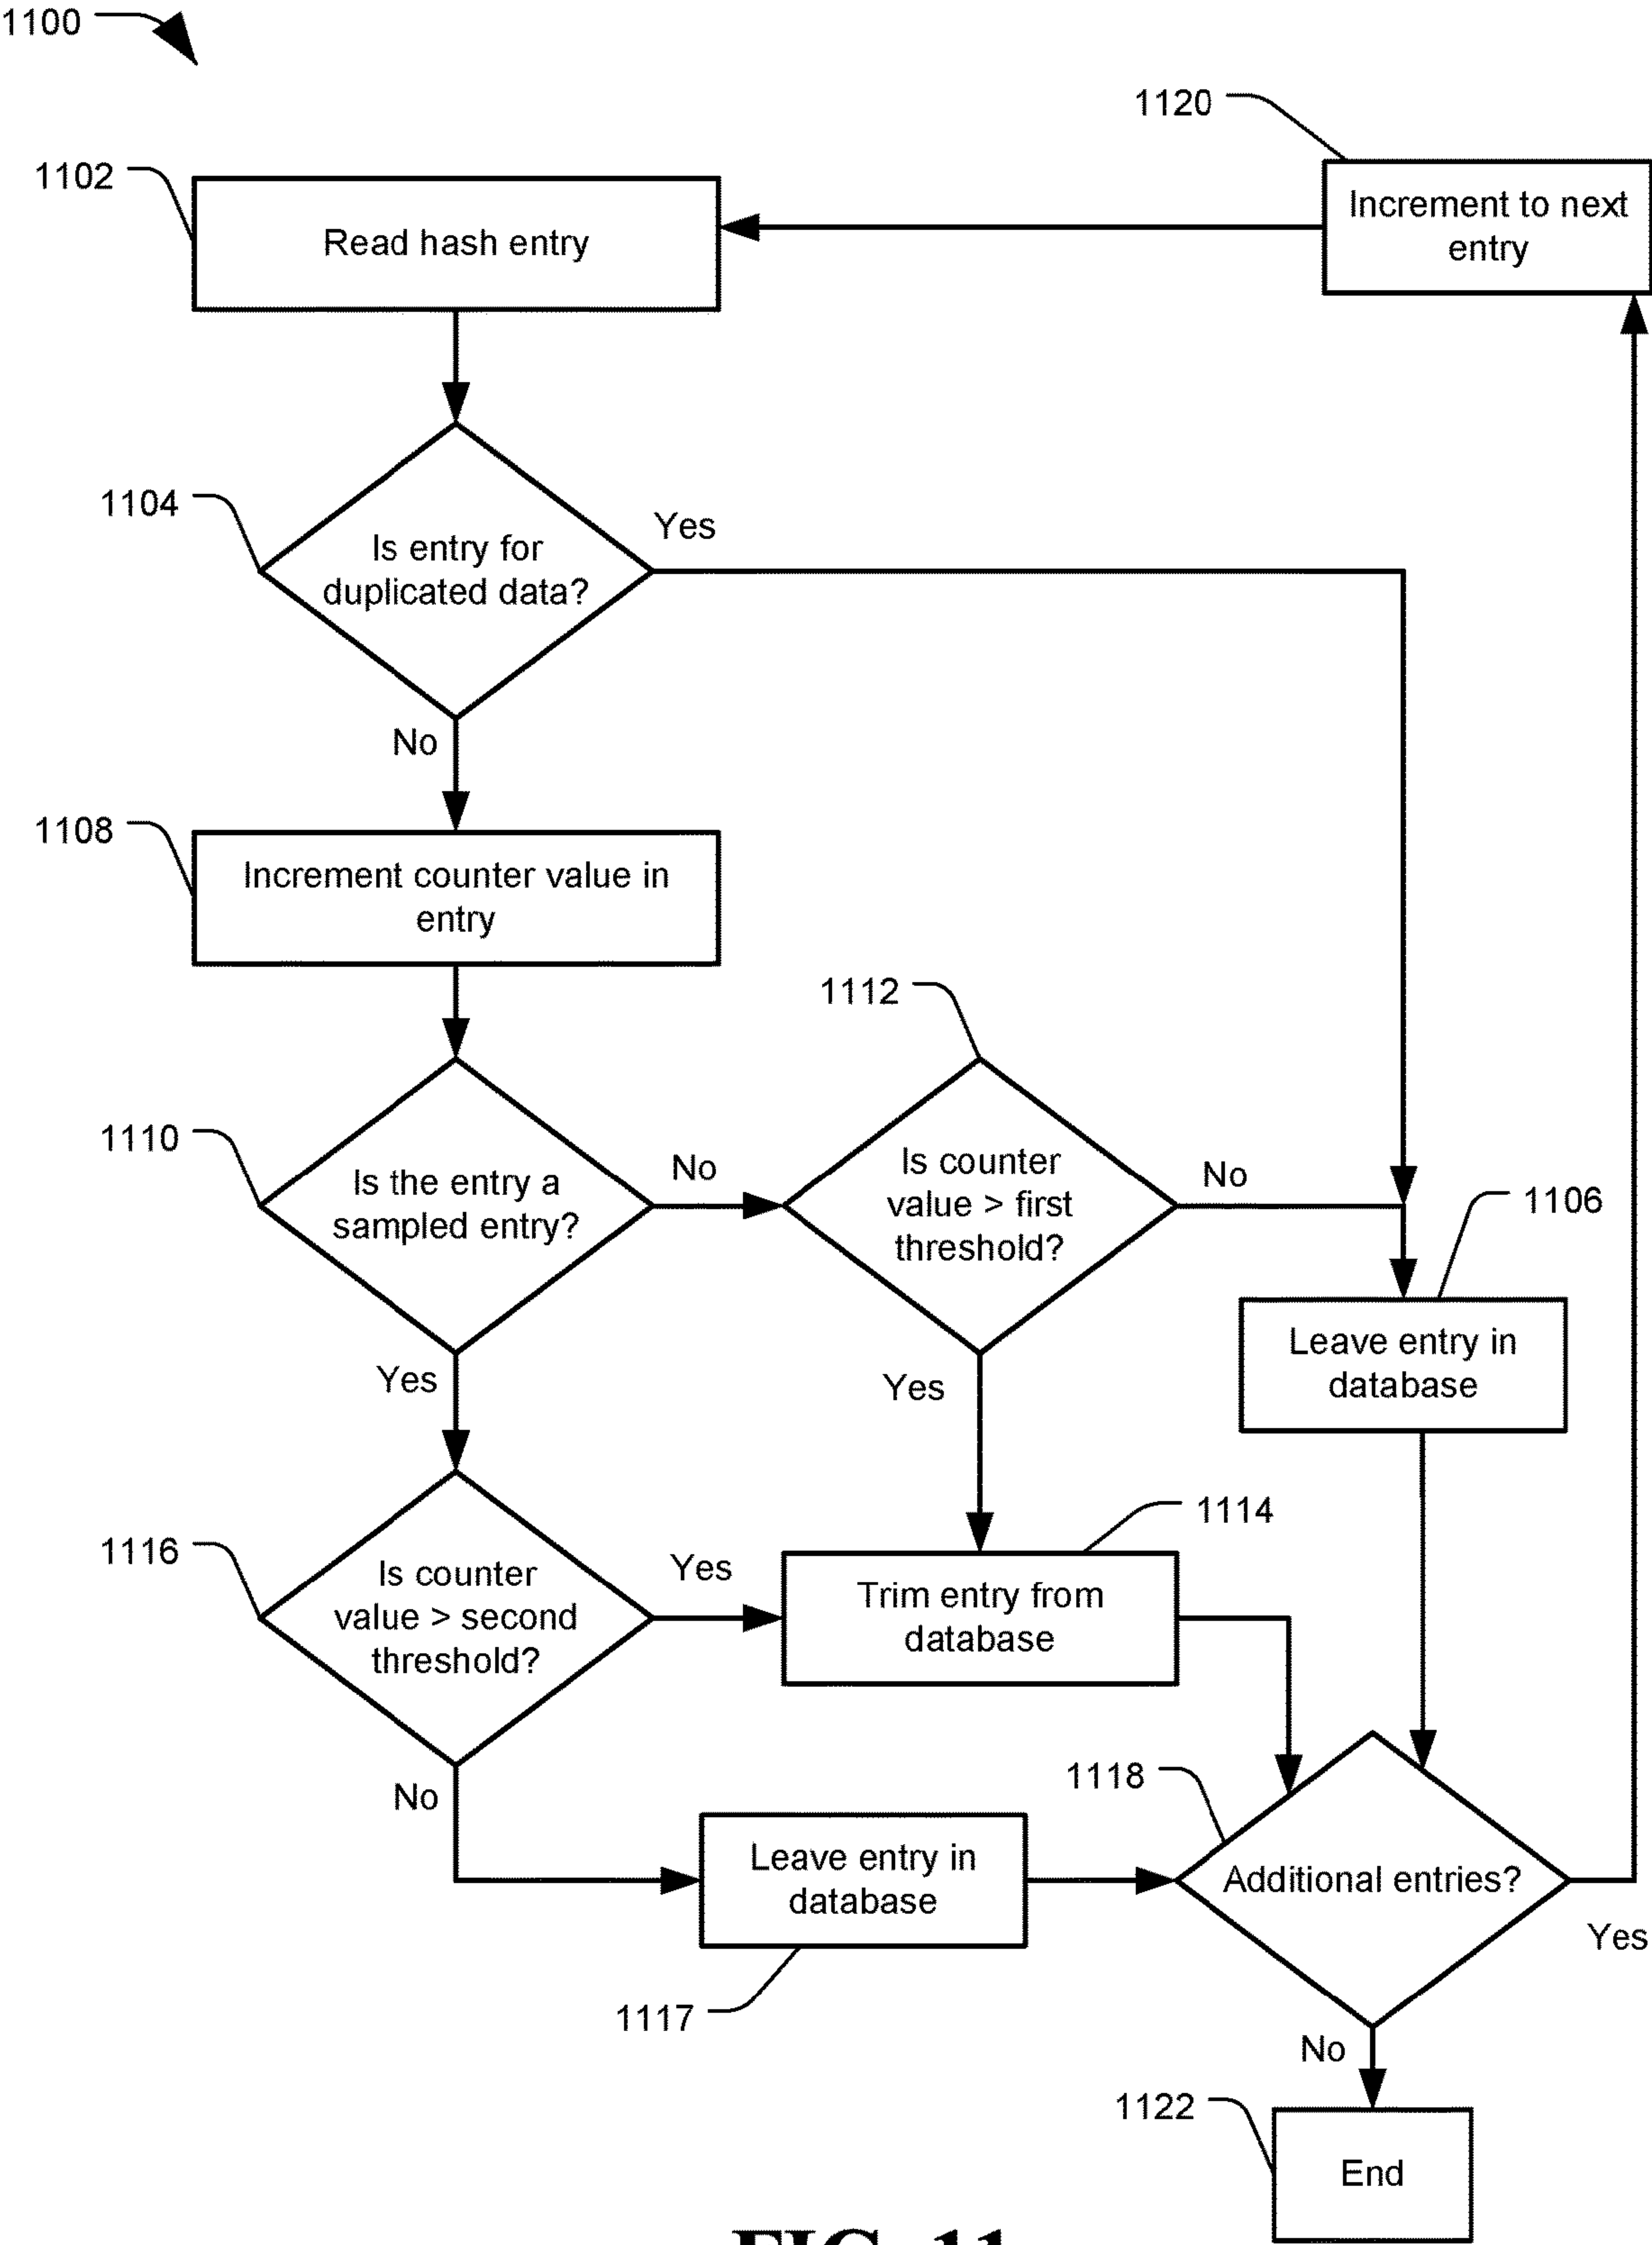 1100
1120
1102
Increment to next
entry
Read hash entry
1104
Yes
Is entry for
duplicated data?
No
1108
Increment counter value in
entry
1112
1110
Is the entry a
sampled entry?
No
Is counter
value > first
threshold?
No
1106
Leave entry in
database
Yes
Yes
1114
1116
Is counter
value > second
threshold?
Yes
Trim entry from
database
1118
No
Leave entry in
database
Additional entries?
Yes
1117
No
1122
End
FIG. 11